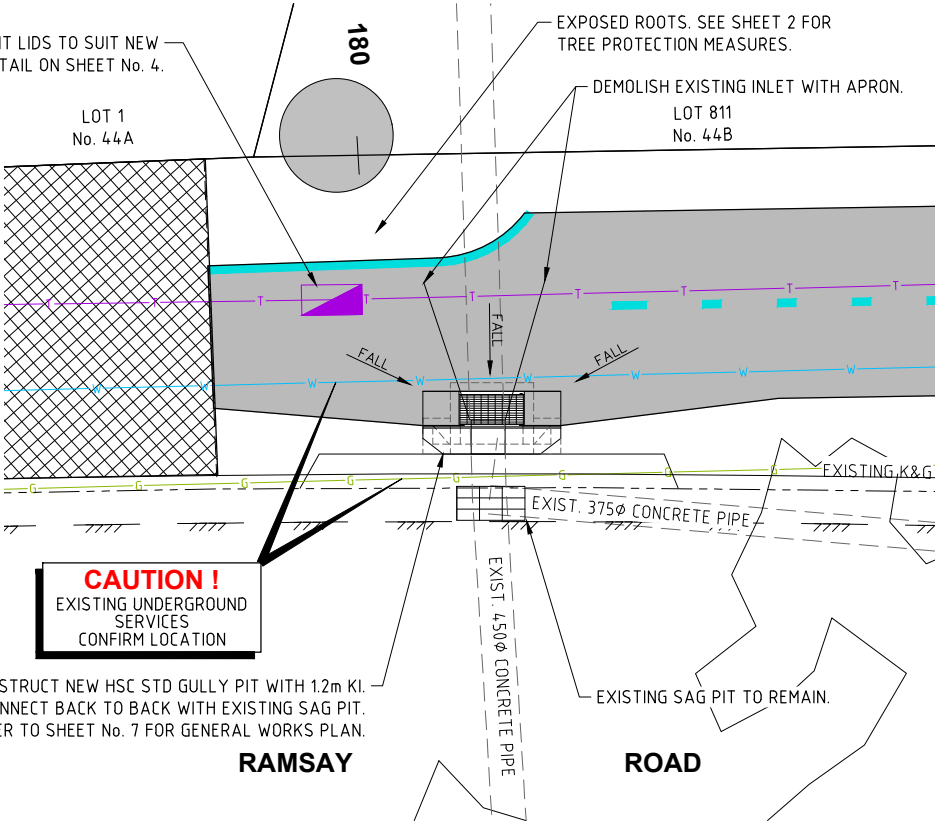 180
EXPOSED ROOTS. SEE SHEET 2 FOR
TREE PROTECTION MEASURES.
IT LIDS TO SUIT NEW
TAIL ON SHEET No. 4.
DEMOLISH EXISTING INLET WITH APRON.
LOT 1
No. 44A
LOT 811
No. 44B
T T T T T T T T
FALL
FALL
FALL
W W W W W W W W
G G G G G G G G
EXISTING K&G
EXIST. 375Ø CONCRETE PIPE
CAUTION !
EXISTING UNDERGROUND
SERVICES
CONFIRM LOCATION
EXIST. 450Ø CONCRETE PIPE
STRUCT NEW HSC STD GULLY PIT WITH 1.2m KI.
NNECT BACK TO BACK WITH EXISTING SAG PIT.
ER TO SHEET No. 7 FOR GENERAL WORKS PLAN.
EXISTING SAG PIT TO REMAIN.
RAMSAY ROAD